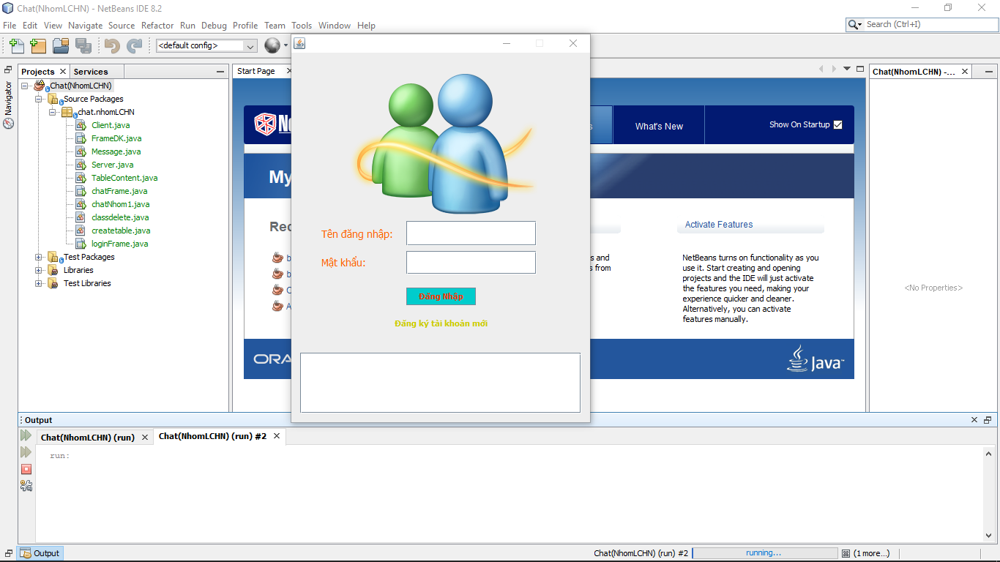 Chat(NhomLCHN) - NetBeans IDE 8.2
File Edit View Navigate Source Refactor Run Debug Profile Team Tools Window Help
Search (Ctrl+I)
<default config>
Projects
Services
Start Page
Chat(NhomLCHN) -...
Navigator
Chat(NhomLCHN)
Source Packages
chat.nhomLCHN
Client.java
FrameDK.java
Message.java
Server.java
TableContent.java
chatFrame.java
chatNhom1.java
classdelete.java
createtable.java
loginFrame.java
Test Packages
Libraries
Test Libraries
What's New
Show On Startup
My
Activate Features
NetBeans turns on functionality as you
use it. Start creating and opening
projects and the IDE will just activate
the features you need, making your
experience quicker and cleaner.
Alternatively, you can activate
features manually.
Java™
<No Properties>
Tên đăng nhập:
Mật khẩu:
Đăng Nhập
Đăng ký tài khoản mới
Output
Chat(NhomLCHN) (run)
Chat(NhomLCHN) (run) #2
run:
Output
Chat(NhomLCHN) (run) #2
running...
(1 more...)